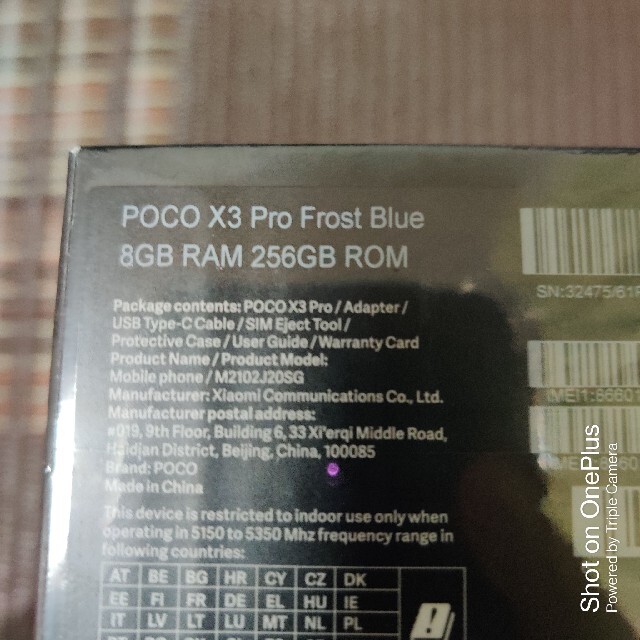 POCO X3 Pro Frost Blue
8GB RAM 256GB ROM
Package contents: POCO X3 Pro / Adapter /
USB Type-C Cable / SIM Eject Tool /
Protective Case / User Guide / Warranty Card
Product Name / Product Model:
Mobile phone / M2102J20SG
Manufacturer: Xiaomi Communications Co., Ltd.
Manufacturer postal address:
#019, 9th Floor, Building 6, 33 Xi'erqi Middle Road,
Haidian District, Beijing, China, 100085
Brand: POCO
Made in China
This device is restricted to indoor use only when
operating in 5150 to 5350 Mhz frequency range in
following countries:
AT BE BG HR CY CZ DK
EE FI FR DE EL HU IE
IT LV LT LU MT NL PL
SN:32475/61
Shot on OnePlus
Powered by Triple Camera